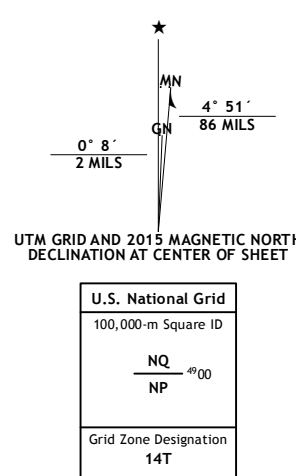 MN
4° 51´
86 MILS
GN
0° 8´
2 MILS
UTM GRID AND 2015 MAGNETIC NORTH
DECLINATION AT CENTER OF SHEET
U.S. National Grid
100,000-m Square ID
NQ
4900
NP
Grid Zone Designation
14T